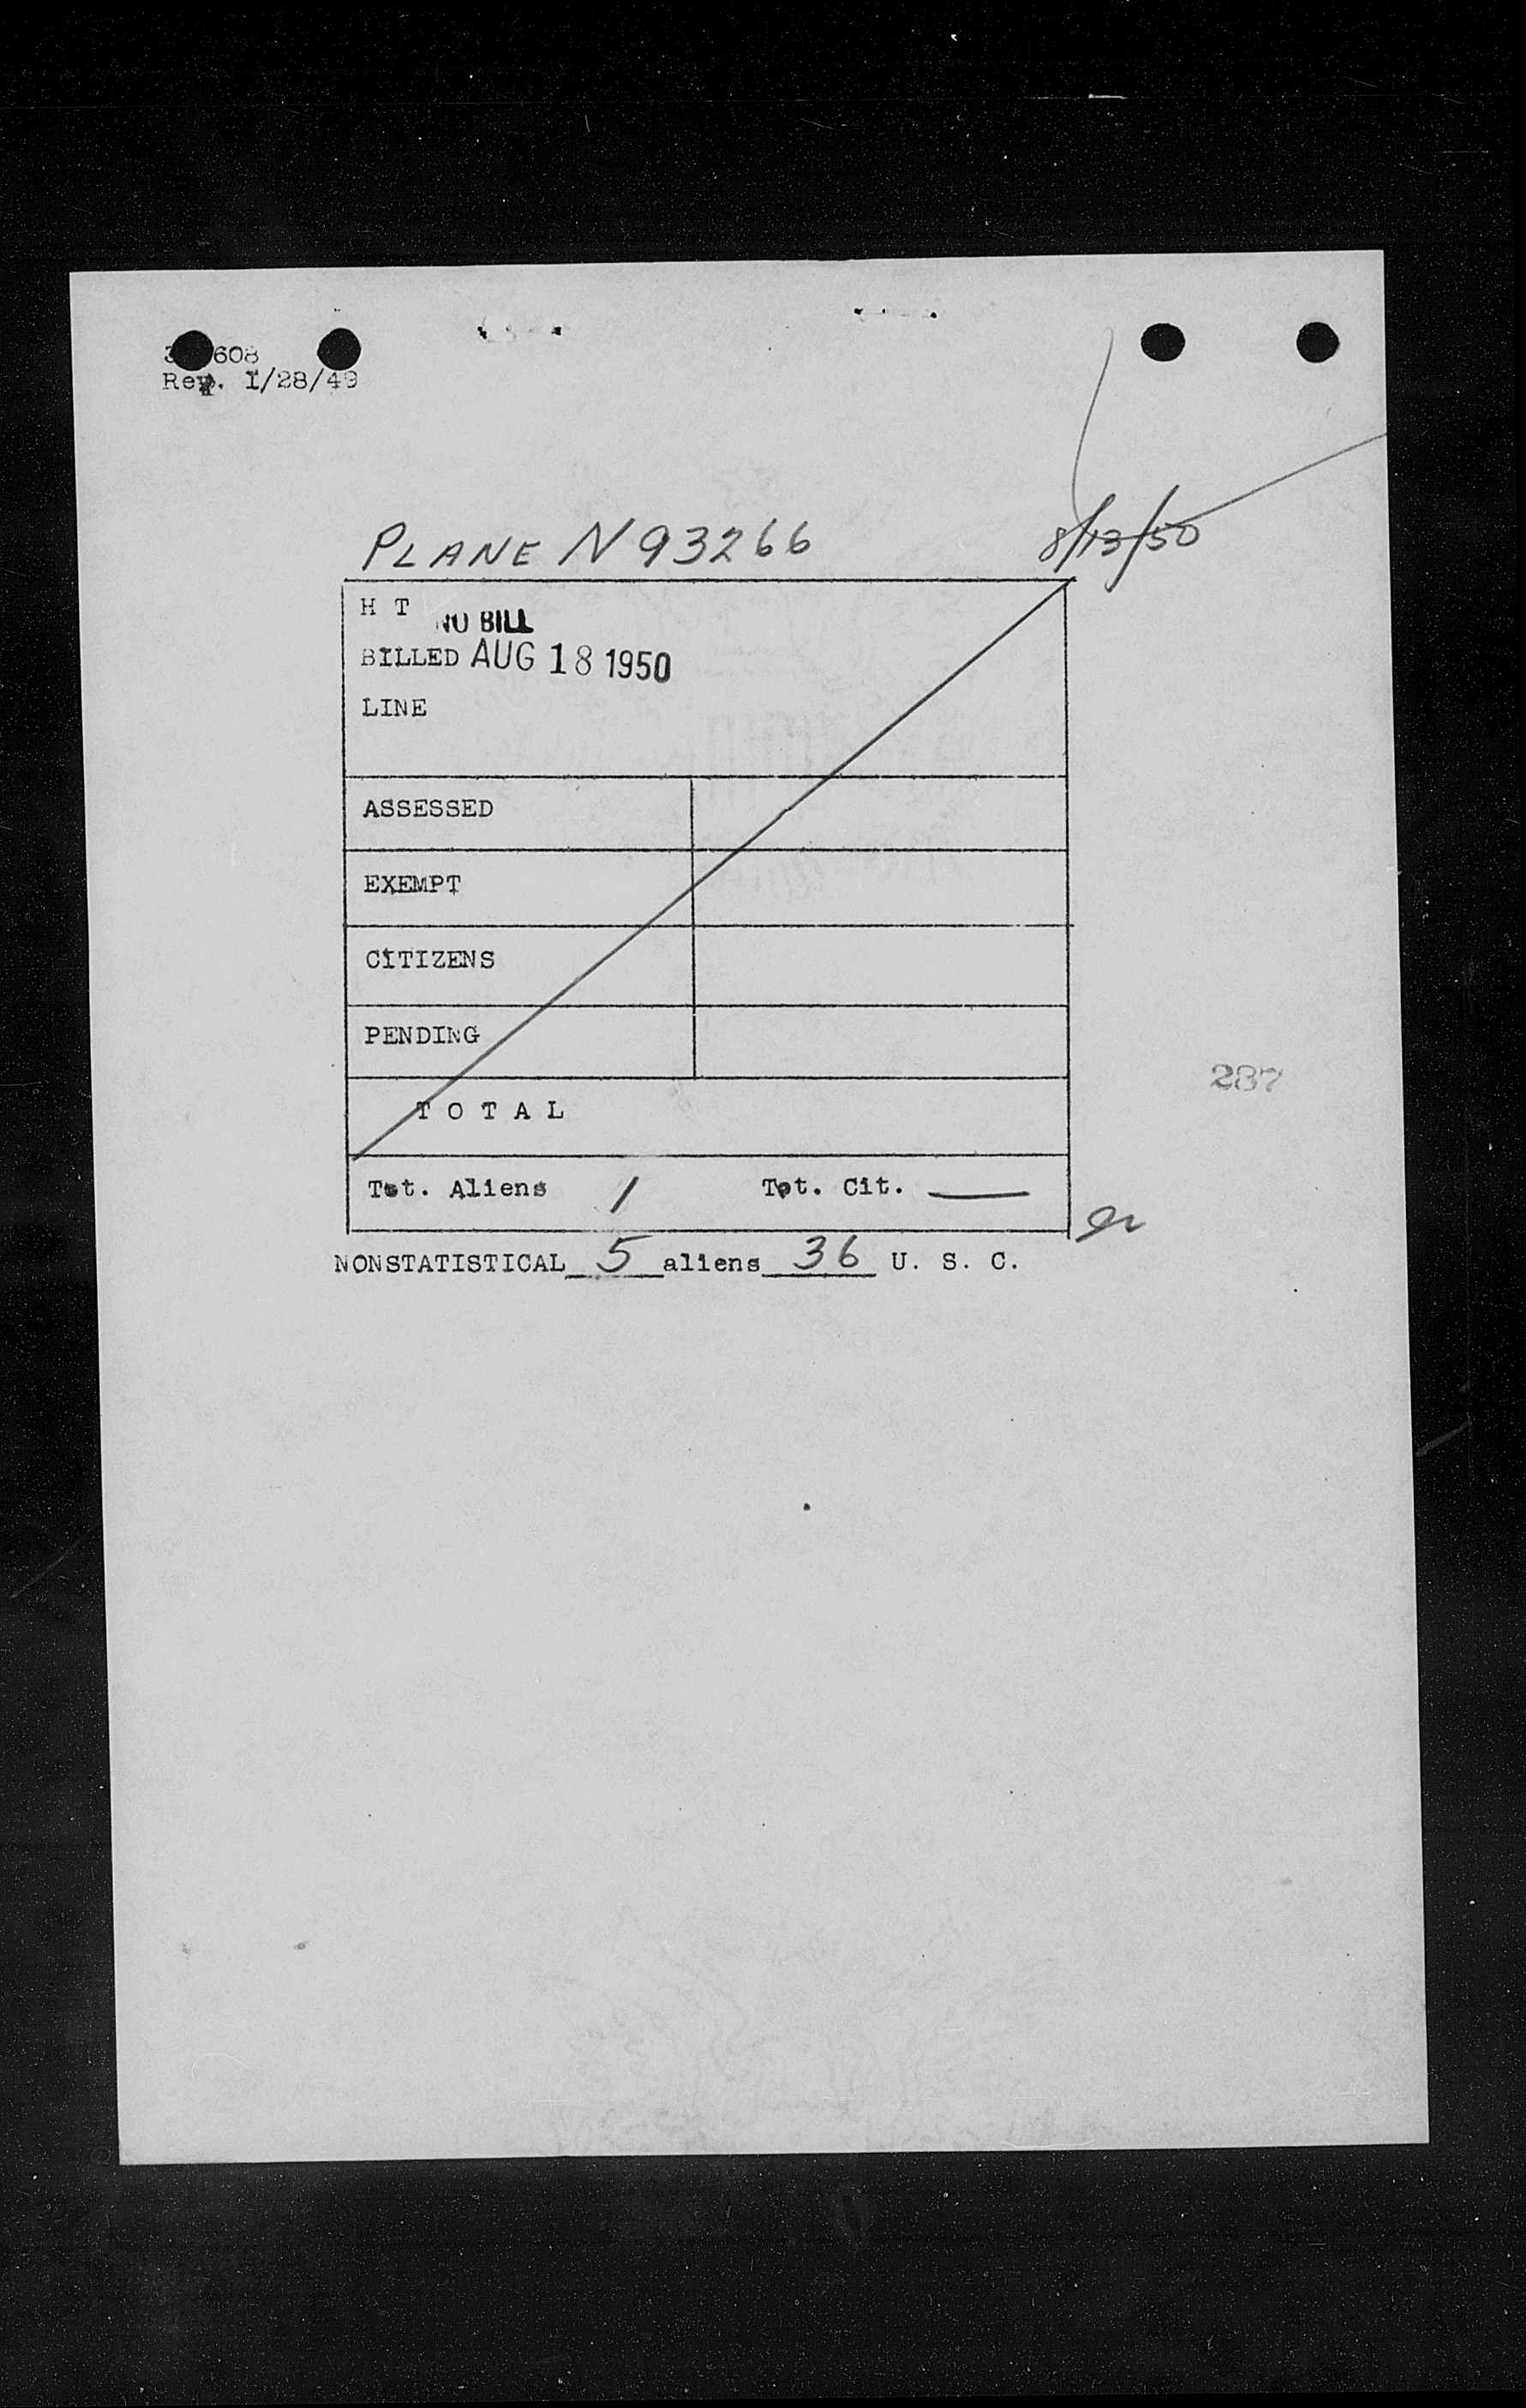 608
Rev. 1/28/49
PLANE N93266 8/13/50
H T
NO BILL
BILLED AUG 18 1950
LINE
ASSESSED
EXEMPT
CITIZENS
PENDING
287
T O T A L
Tot. Aliens 1 Tot. Cit. —
NONSTATISTICAL 5 aliens 36 U. S. C.